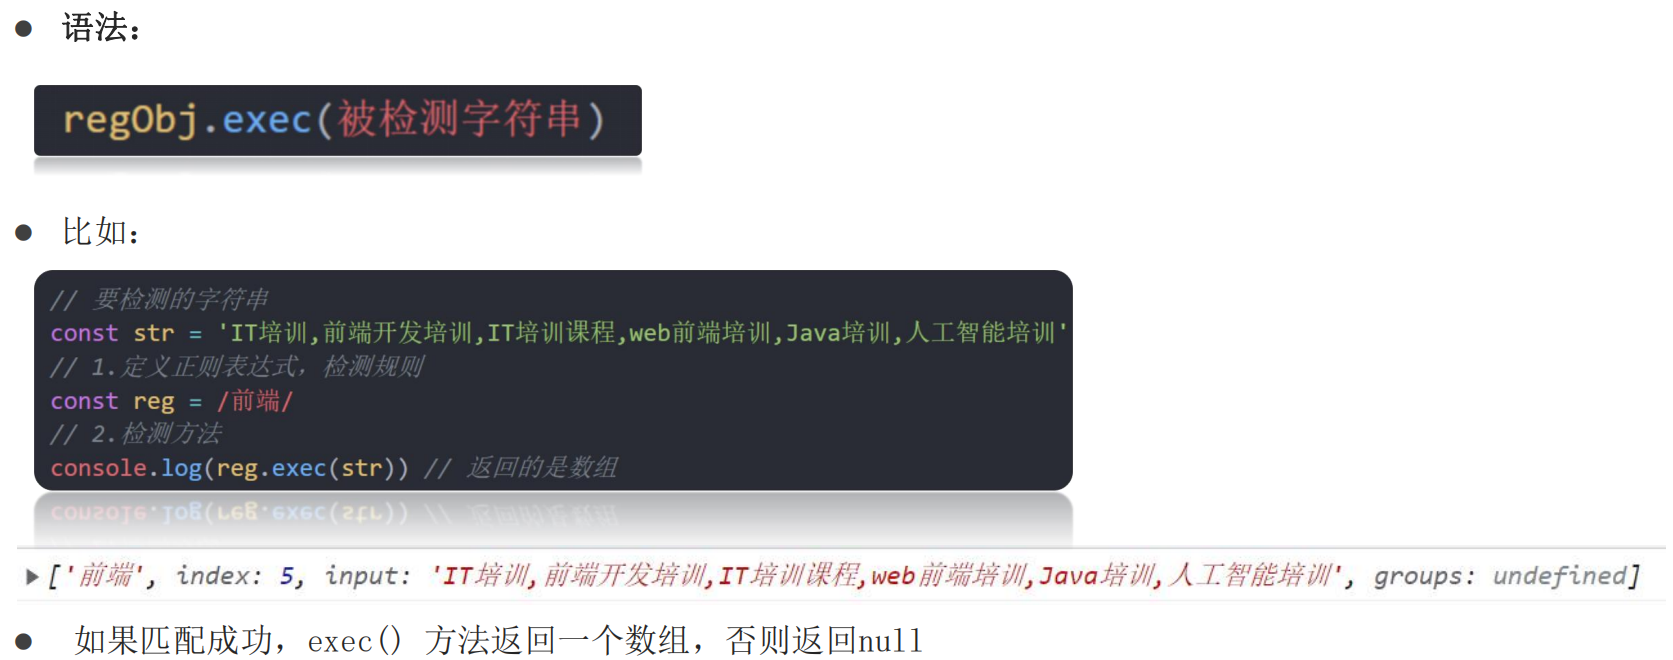 ● 语法：
regObj.exec(被检测字符串)
● 比如：
// 要检测的字符串
const str = 'IT培训,前端开发培训,IT培训课程,web前端培训,Java培训,人工智能培训'
// 1.定义正则表达式，检测规则
const reg = /前端/
// 2.检测方法
console.log(reg.exec(str)) // 返回的是数组
▶ ['前端', index: 5, input: 'IT培训,前端开发培训,IT培训课程,web前端培训,Java培训,人工智能培训', groups: undefined]
● 如果匹配成功，exec() 方法返回一个数组，否则返回null